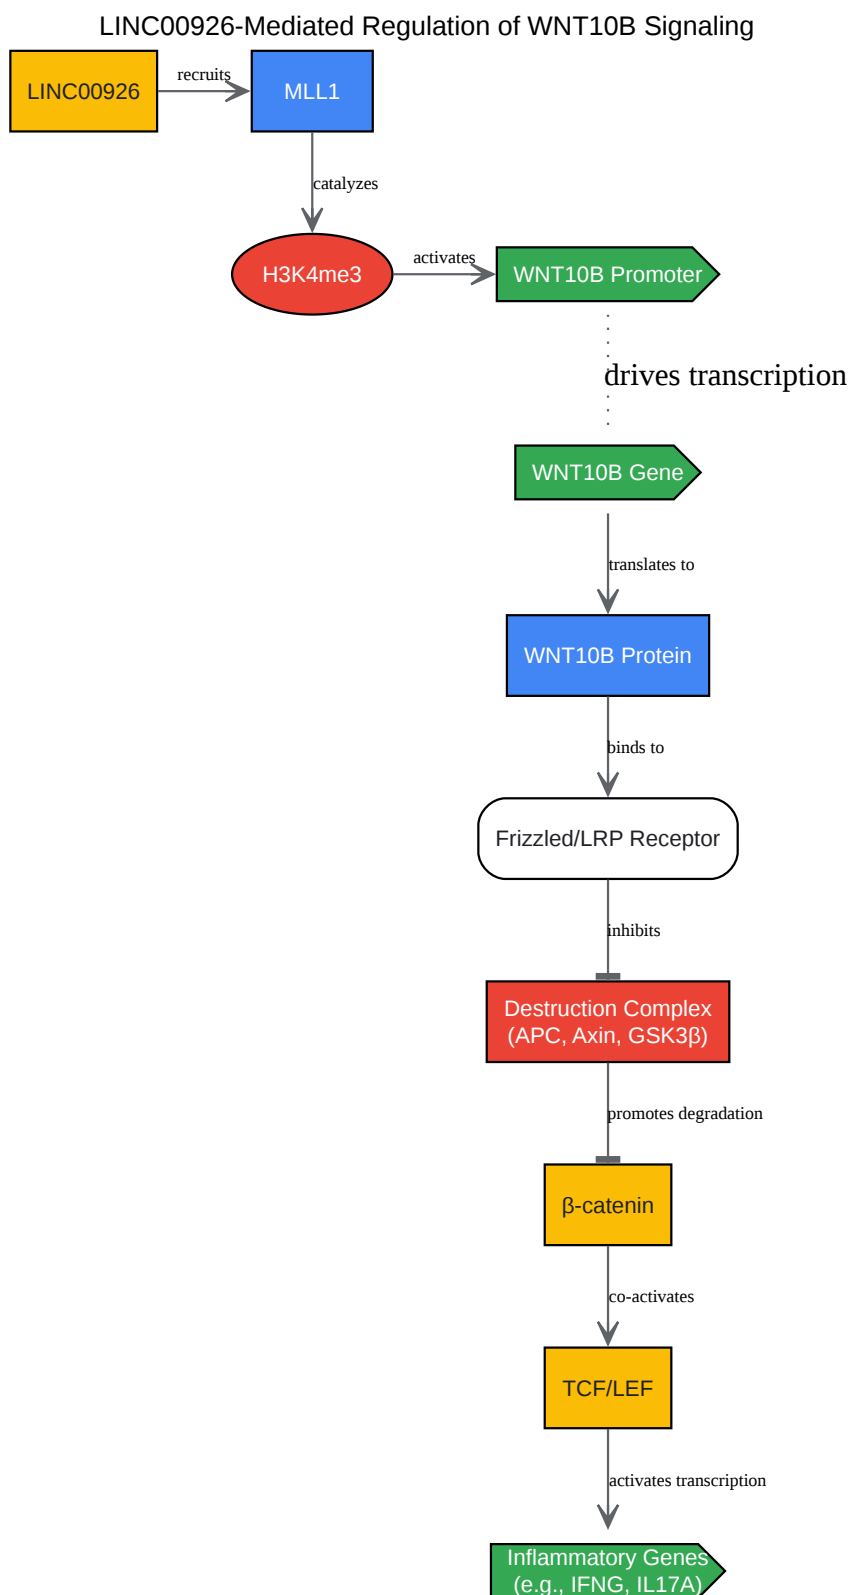 LINC00926-Mediated Regulation of WNT10B Signaling
LINC00926
recruits
MLL1
catalyzes
H3K4me3
activates
WNT10B Promoter
drives transcription
WNT10B Gene
translates to
WNT10B Protein
binds to
Frizzled/LRP Receptor
inhibits
Destruction Complex
(APC, Axin, GSK3β)
promotes degradation
β-catenin
co-activates
TCF/LEF
activates transcription
Inflammatory Genes
(e.g., IFNG, IL17A)